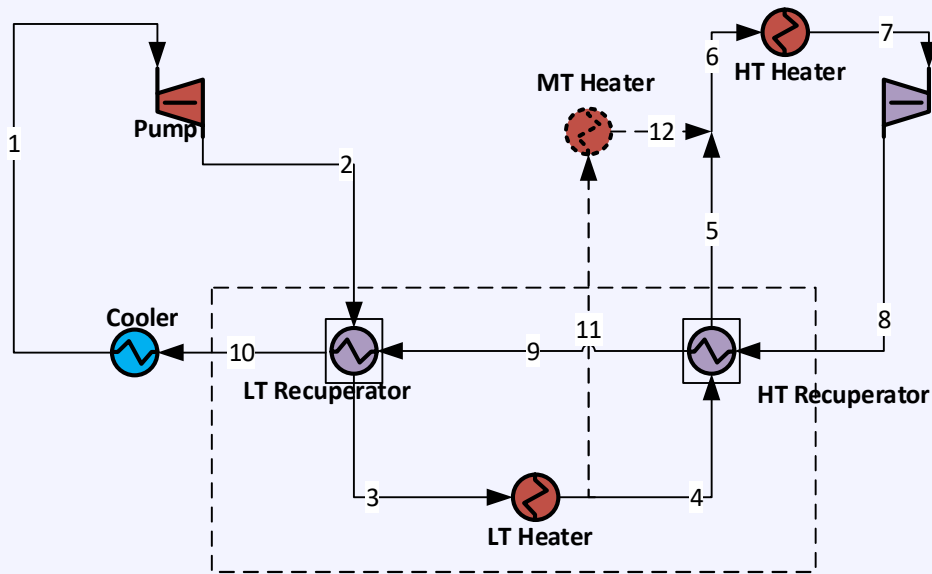 6
HT Heater
7
MT Heater
12
Pump
1
2
5
Cooler
11
8
10
9
LT Recuperator
HT Recuperator
3
4
LT Heater